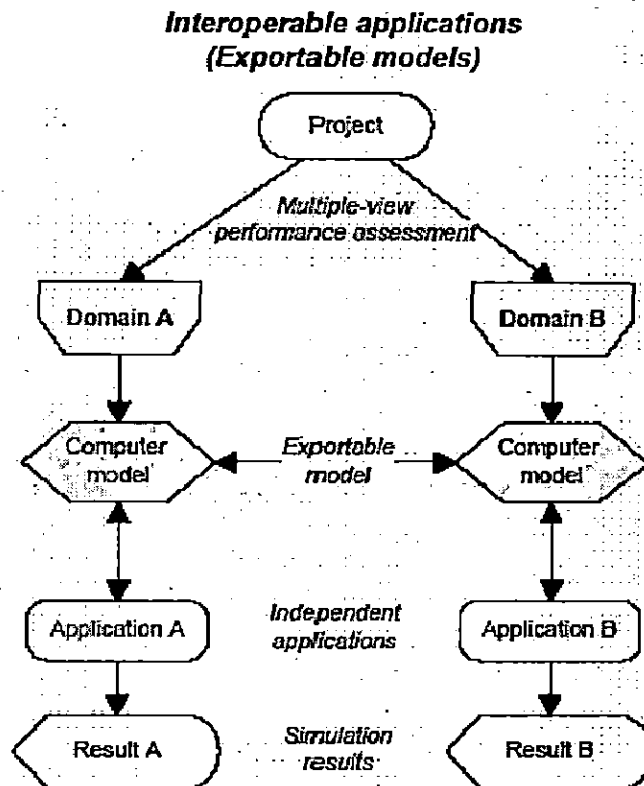 Interoperable applications
(Exportable models)
Project
Multiple-view
performance assessment
Domain A
Domain B
Computer
model
Exportable
model
Computer
model
Application A
Independent
applications
Application B
Result A
Simulation
results
Result B